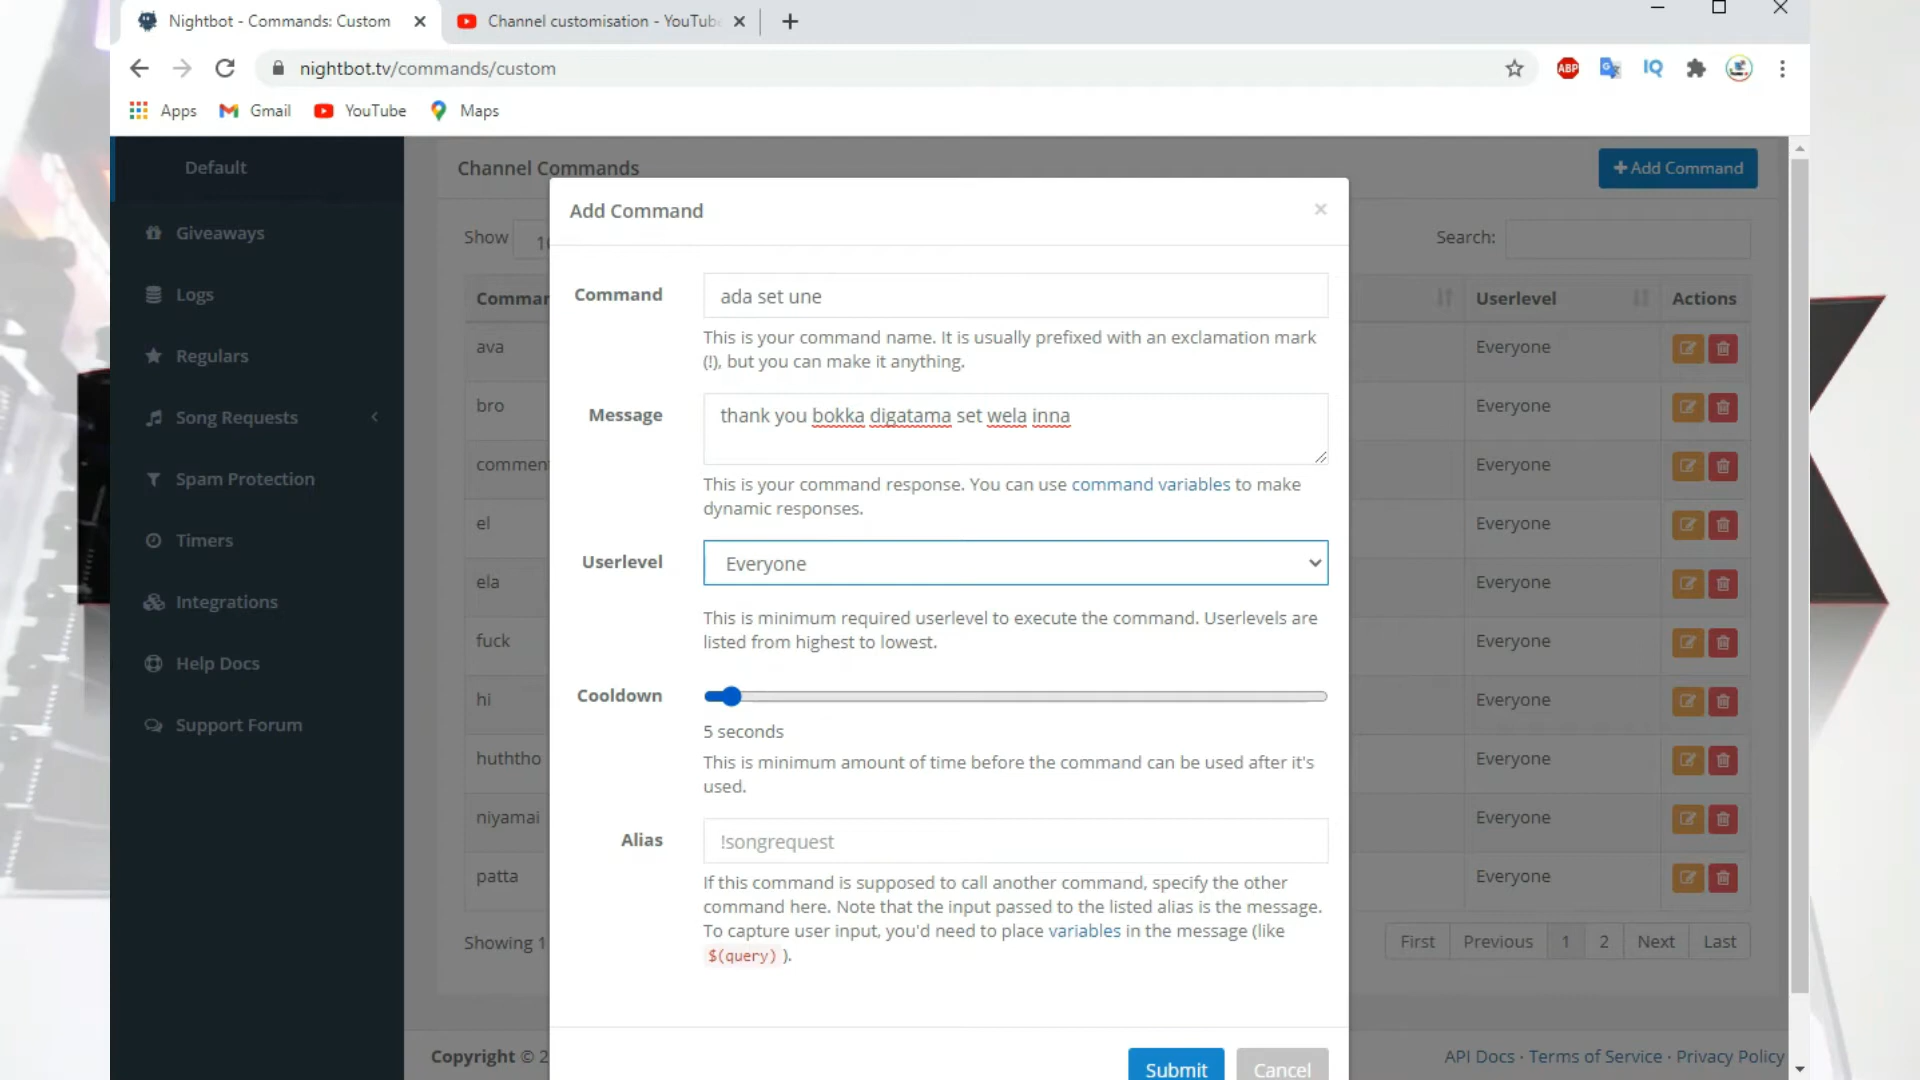 Nightbot - Commands: Custom
Channel customisation - YouTube
nightbot.tv/commands/custom
ABP
IQ
Apps
Gmail
YouTube
Maps
Default
Giveaways
Logs
Regulars
Song Requests
Spam Protection
Timers
Integrations
Help Docs
Support Forum
Channel Commands
+ Add Command
Show
Search:
Userlevel
Actions
ava
Everyone
bro
Everyone
Everyone
el
Everyone
ela
Everyone
fuck
Everyone
hi
Everyone
huththo
Everyone
niyamai
Everyone
patta
Everyone
Showing 1
First
Previous
1
2
Next
Last
Copyright © 2
API Docs · Terms of Service · Privacy Policy
Add Command
×
Command
ada set une
This is your command name. It is usually prefixed with an exclamation mark
(!), but you can make it anything.
Message
thank you bokka digatama set wela inna
This is your command response. You can use command variables to make
dynamic responses.
Userlevel
Everyone
This is minimum required userlevel to execute the command. Userlevels are
listed from highest to lowest.
Cooldown
5 seconds
This is minimum amount of time before the command can be used after it's
used.
Alias
!songrequest
If this command is supposed to call another command, specify the other
command here. Note that the input passed to the listed alias is the message.
To capture user input, you'd need to place variables in the message (like
$(query) ).
Submit
Cancel